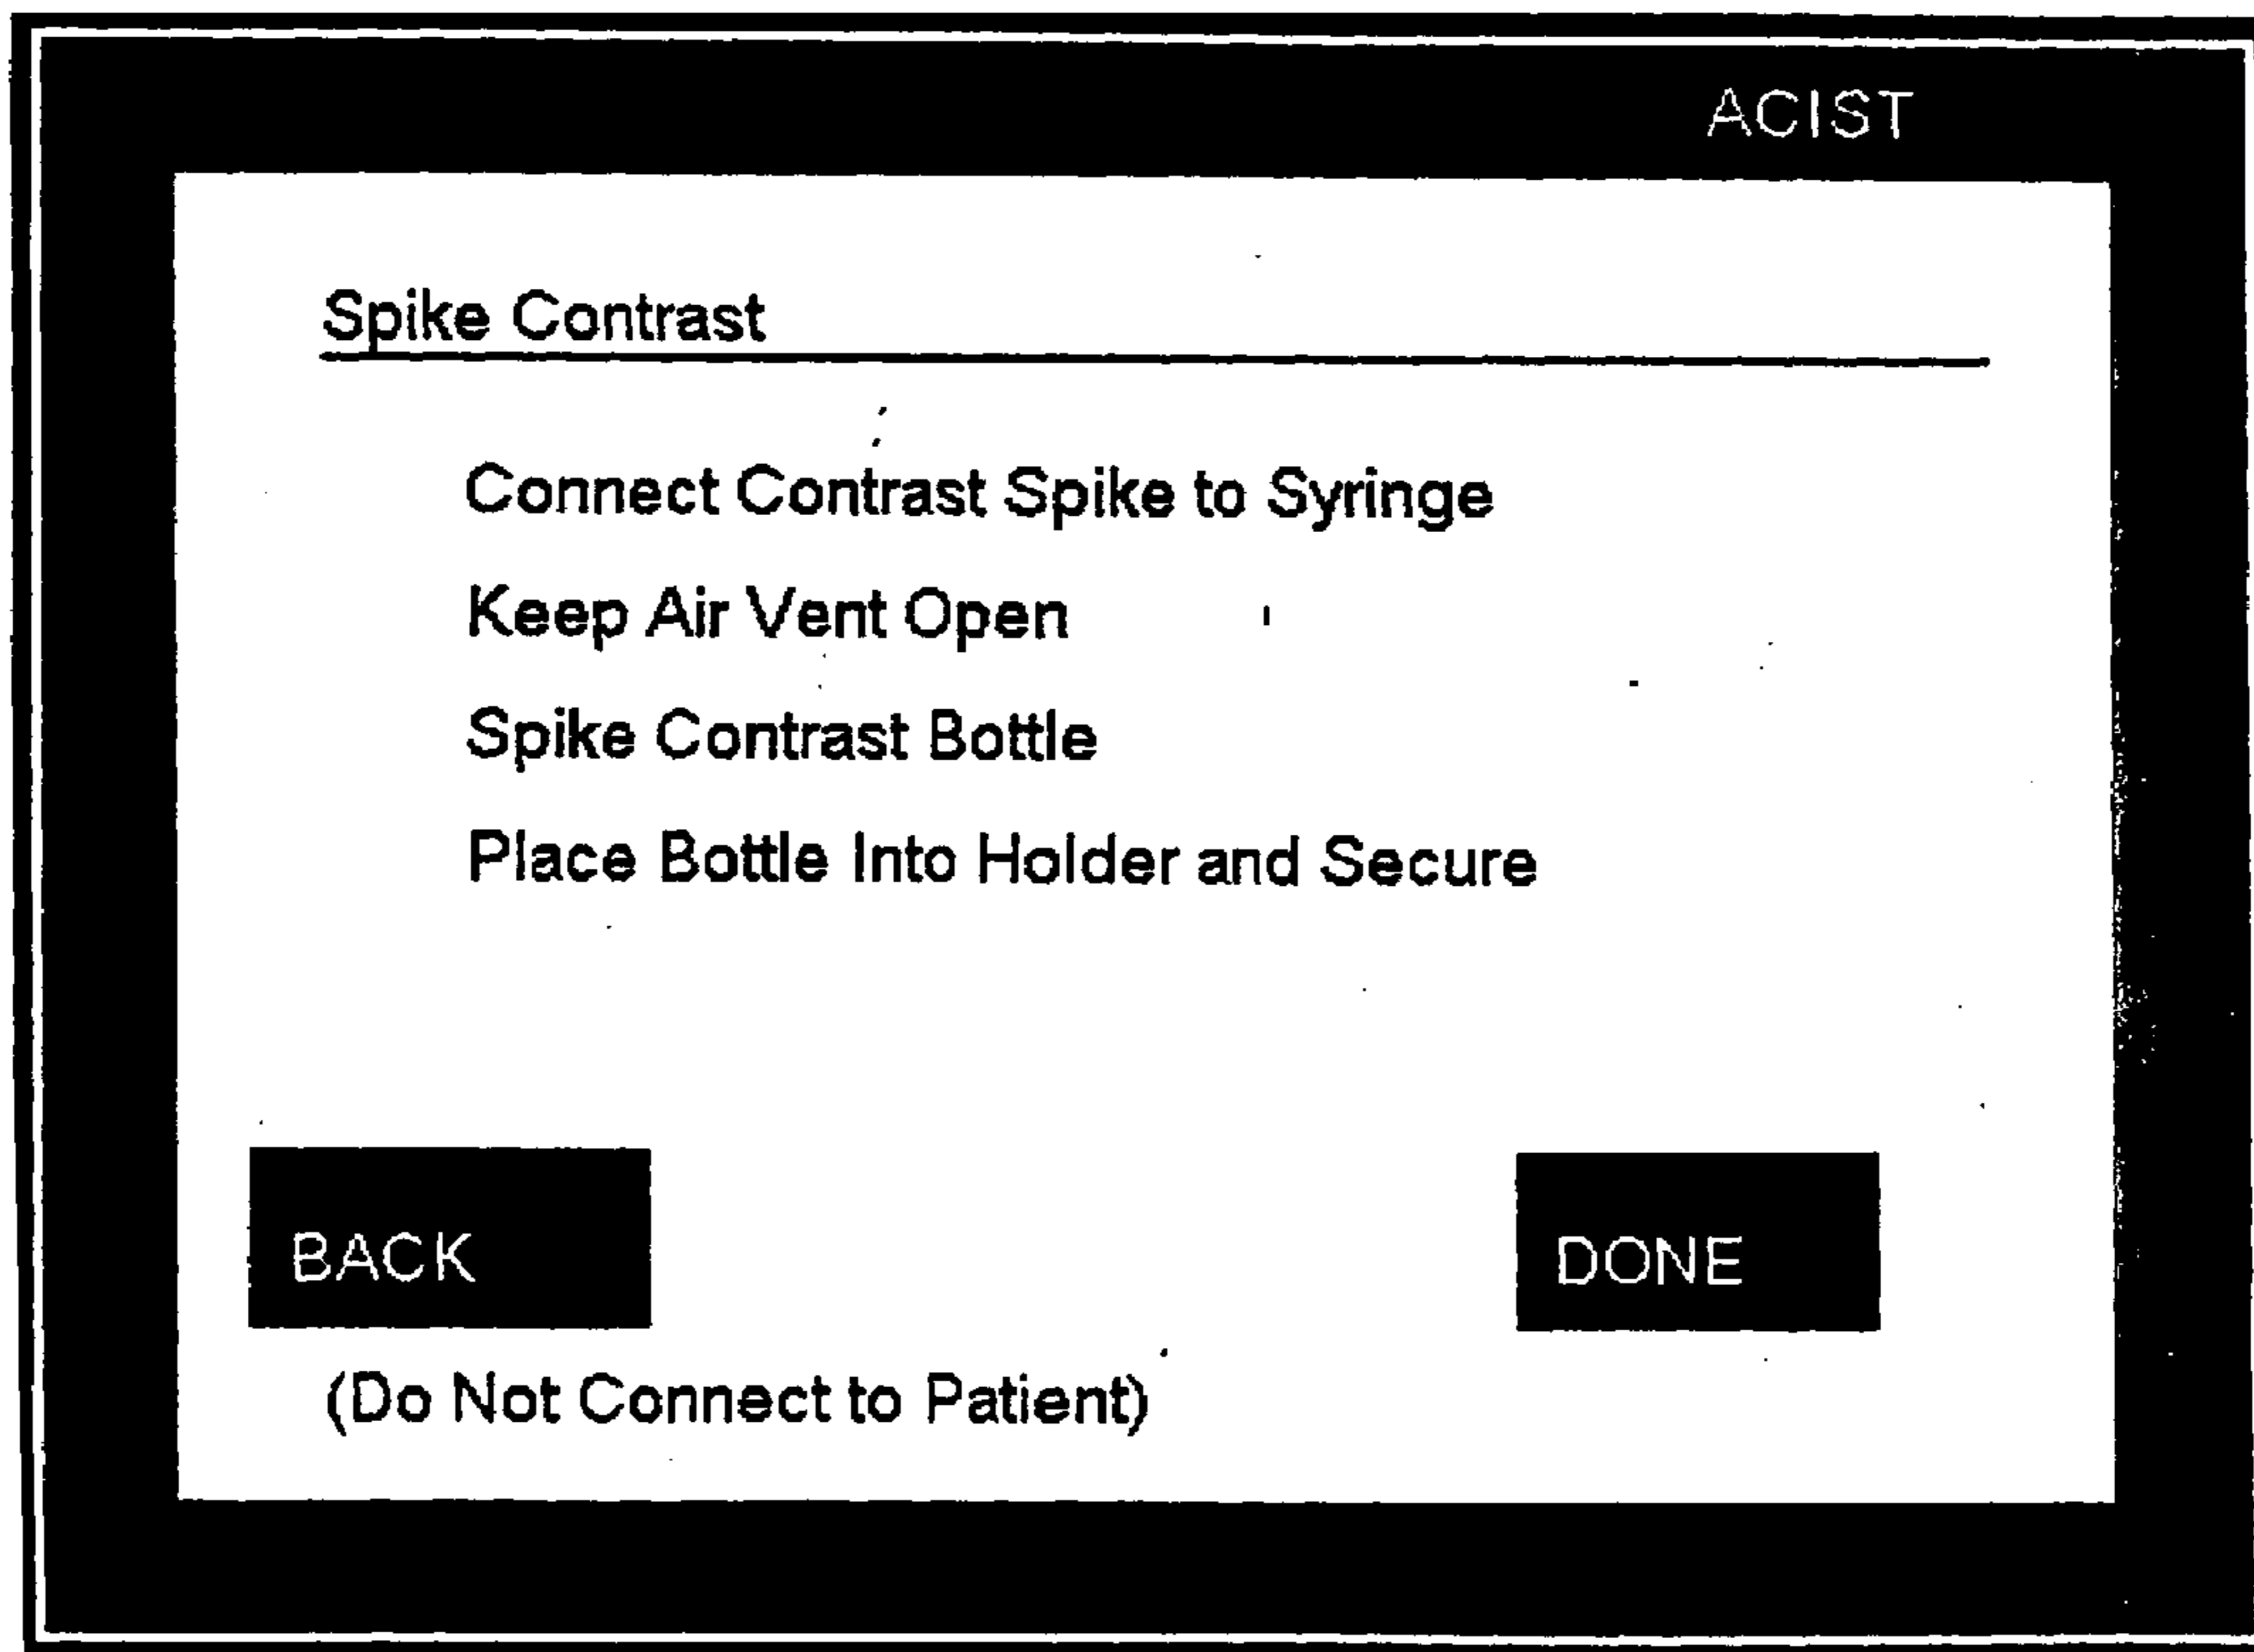 ACIST
Spike Contrast
Connect Contrast Spike to Syringe
Keep Air Vent Open
Spike Contrast Bottle
Place Bottle Into Holder and Secure
BACK
DONE
(Do Not Connect to Patient)